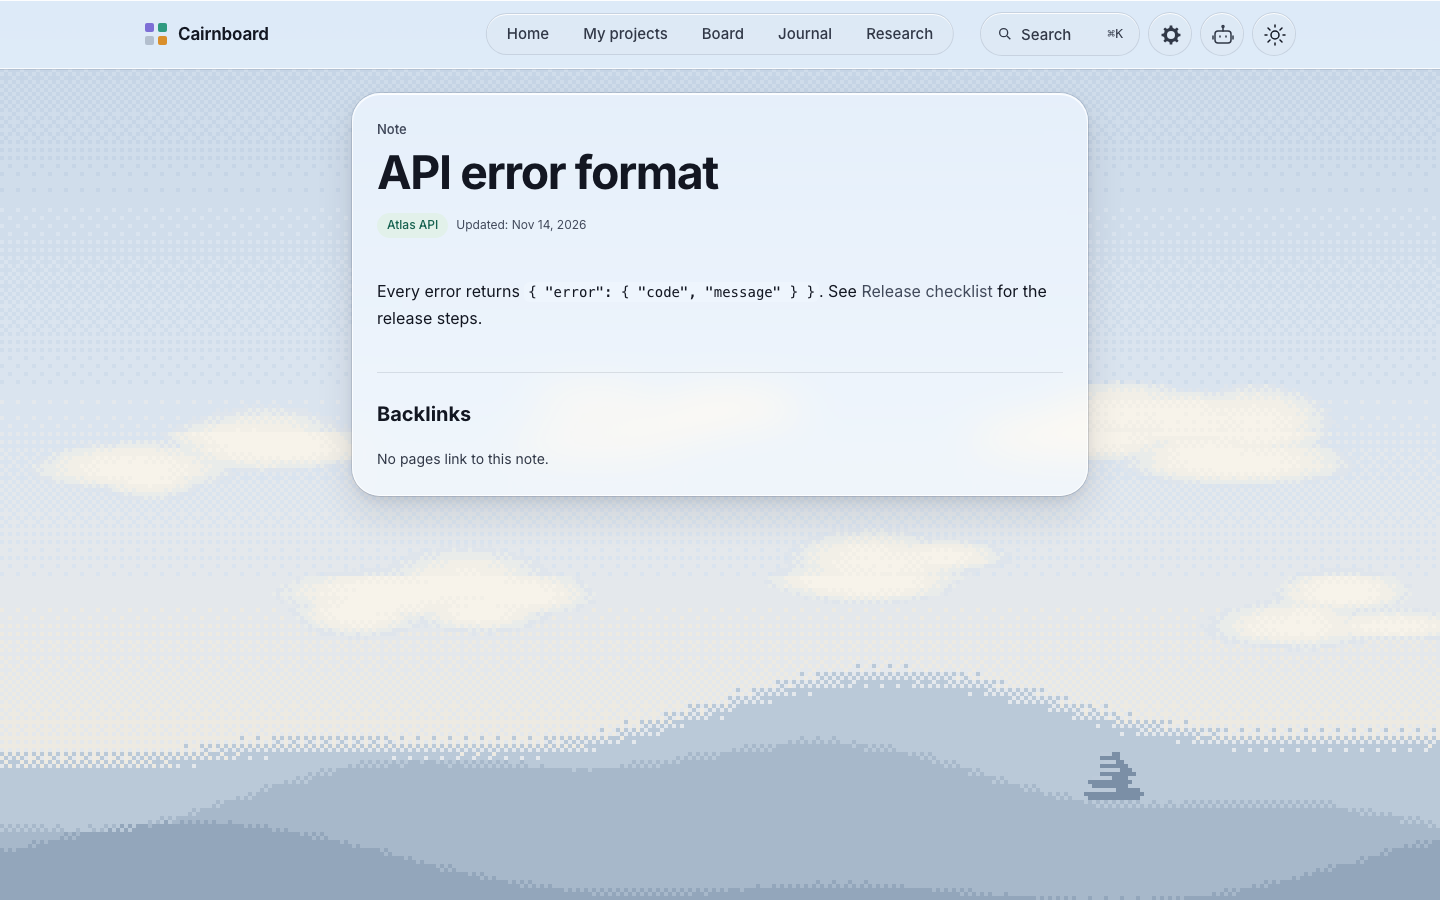 Cairnboard
Home My projects Board Journal Research
Search ⌘K
Note
API error format
Atlas API Updated: Nov 14, 2026
Every error returns { "error": { "code", "message" } }. See Release checklist for the
release steps.
Backlinks
No pages link to this note.